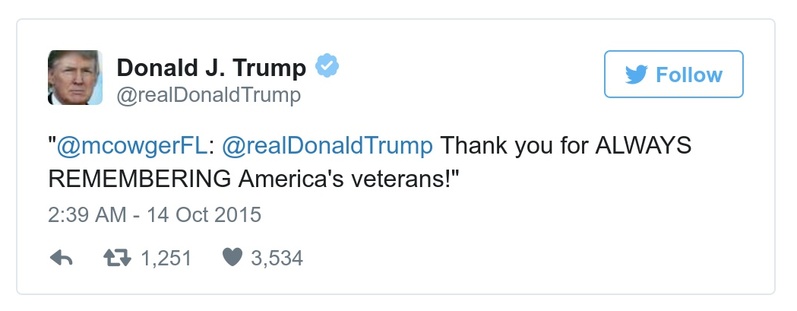 Donald J. Trump
@realDonaldTrump
Follow
"@mcowgerFL: @realDonaldTrump Thank you for ALWAYS
REMEMBERING America's veterans!"
2:39 AM - 14 Oct 2015
1,251 3,534